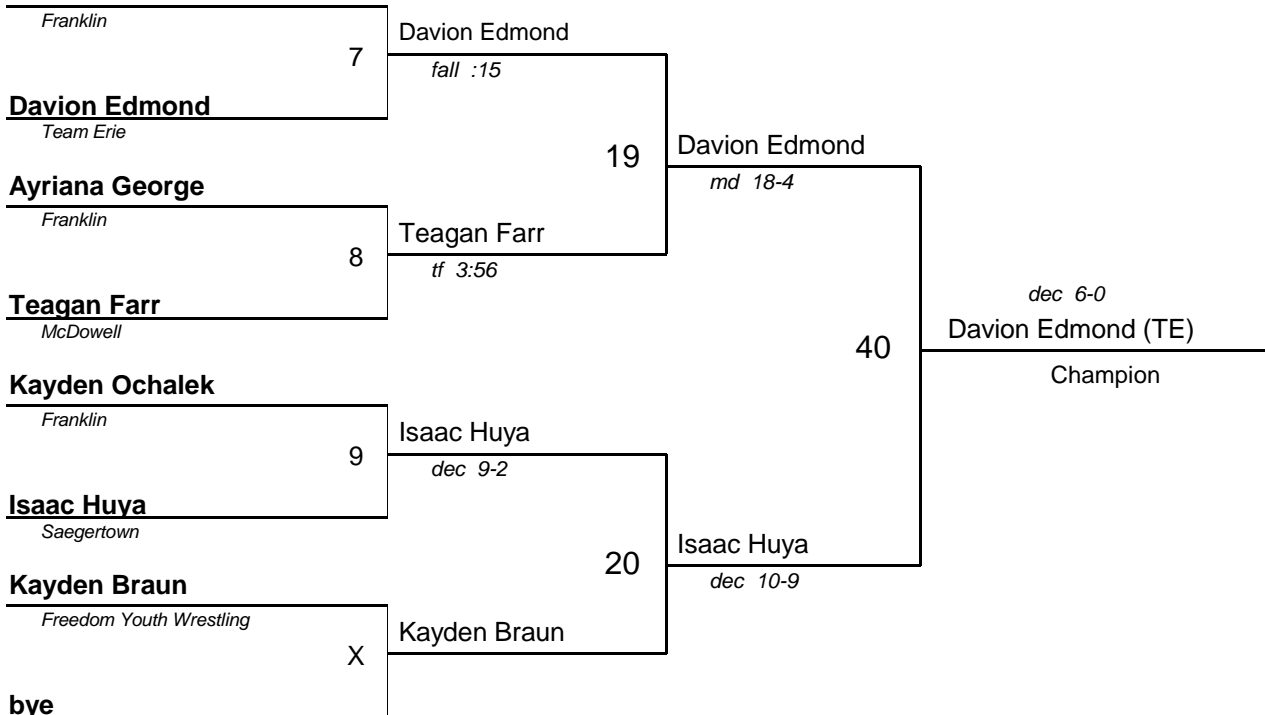 Franklin
7
Davion Edmond
fall :15
Davion Edmond
Team Erie
19
Davion Edmond
md 18-4
Ayriana George
Franklin
8
Teagan Farr
tf 3:56
Teagan Farr
McDowell
40
dec 6-0
Davion Edmond (TE)
Champion
Kayden Ochalek
Franklin
9
Isaac Huya
dec 9-2
Isaac Huya
Saegertown
20
Isaac Huya
dec 10-9
Kayden Braun
Freedom Youth Wrestling
X
Kayden Braun
bye